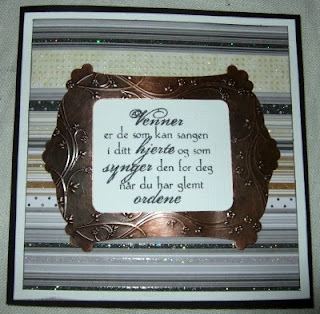 Venner
er de som kan sangen
i ditt hjerte og som
synger den for deg
når du har glemt
ordene